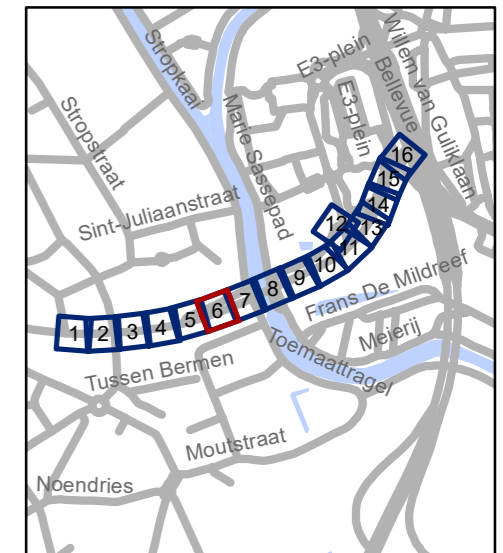 Stropkaai
E3-plein
Willem van Guliklaan
Bellevue
E3-plein
Marie Sassepad
Stropstraat
Sint-Juliaanstraat
16
15
14
13
12
11
10
9
8
7
6
5
4
3
2
1
Frans De Mildreef
Meierij
Toemaattragel
Tussen Bermen
Moutstraat
Noendries